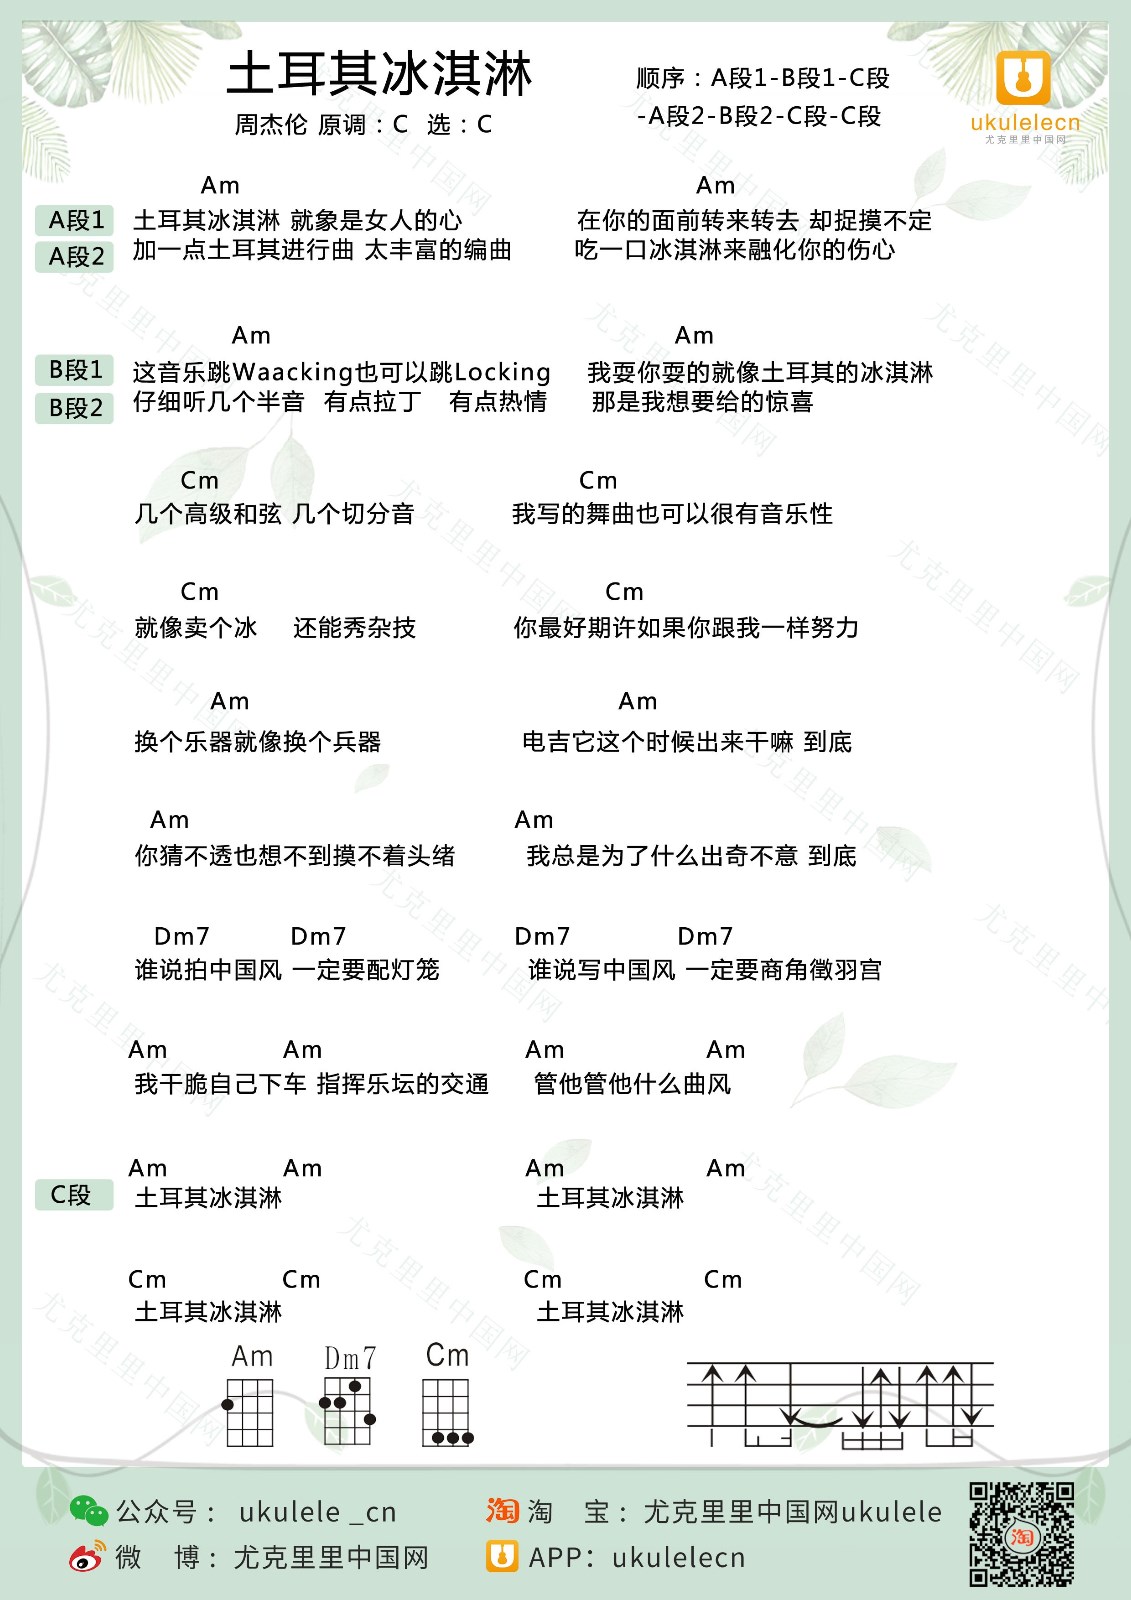 土耳其冰淇淋
周杰伦 原调：C 选：C
顺序：A段1-B段1-C段
-A段2-B段2-C段-C段
ukulelecn
尤克里里中国网
Am Am
A段1 土耳其冰淇淋 就象是女人的心 在你的面前转来转去 却捉摸不定
A段2 加一点土耳其进行曲 太丰富的编曲 吃一口冰淇淋来融化你的伤心
Am Am
B段1 这音乐跳Waacking也可以跳Locking 我耍你耍的就像土耳其的冰淇淋
B段2 仔细听几个半音 有点拉丁 有点热情 那是我想要给的惊喜
Cm Cm
几个高级和弦 几个切分音 我写的舞曲也可以很有音乐性
Cm Cm
就像卖个冰 还能秀杂技 你最好期许如果你跟我一样努力
Am Am
换个乐器就像换个兵器 电吉它这个时候出来干嘛 到底
Am Am
你猜不透也想不到摸不着头绪 我总是为了什么出奇不意 到底
Dm7 Dm7 Dm7 Dm7
谁说拍中国风 一定要配灯笼 谁说写中国风 一定要商角徵羽宫
Am Am Am Am
我干脆自己下车 指挥乐坛的交通 管他管他什么曲风
Am Am Am Am
C段 土耳其冰淇淋 土耳其冰淇淋
Cm Cm Cm Cm
土耳其冰淇淋 土耳其冰淇淋
Am Dm7 Cm
公众号： ukulele _cn 淘 淘 宝：尤克里里中国网ukulele
微 博：尤克里里中国网 APP：ukulelecn
淘